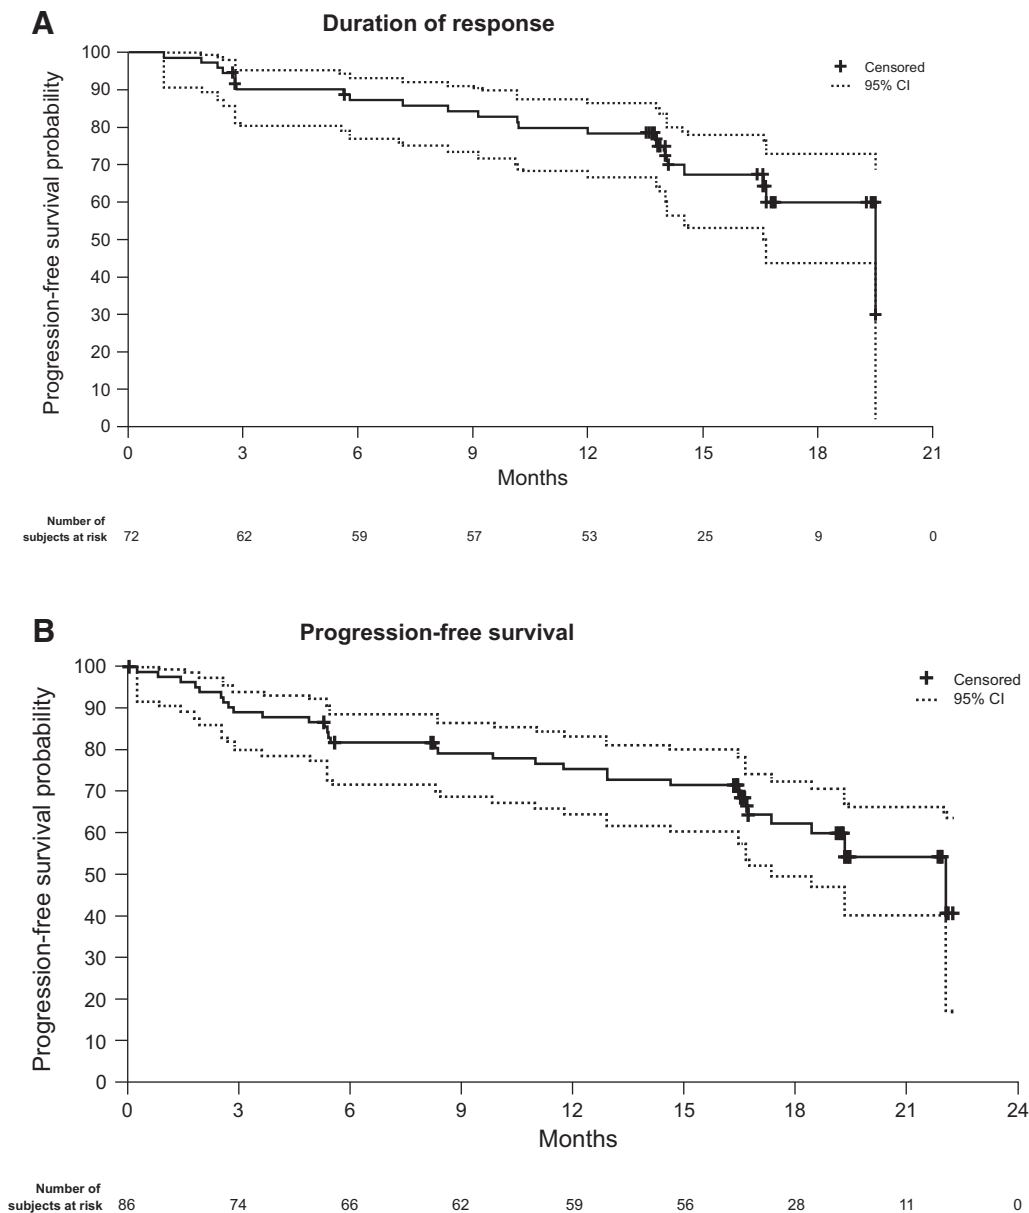 A
Duration of response
Progression-free survival probability
100
90
80
70
60
50
40
30
20
10
0
Censored
95% CI
0 3 6 9 12 15 18 21
Months
Number of
subjects at risk 72 62 59 57 53 25 9 0
B
Progression-free survival
Progression-free survival probability
100
90
80
70
60
50
40
30
20
10
0
Censored
95% CI
0 3 6 9 12 15 18 21 24
Months
Number of
subjects at risk 86 74 66 62 59 56 28 11 0